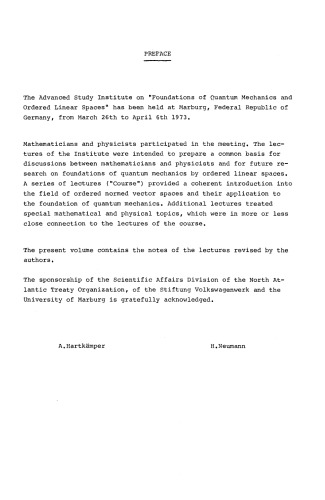 PREFACE
The Advanced Study Institute on "Foundations of Quantum Mechanics and
Ordered Linear Spaces" has been held at Marburg, Federal Republic of
Germany, from March 26th to April 6th 1973.
Mathematicians and physicists participated in the meeting. The lec-
tures of the Institute were intended to prepare a common basis for
discussions between mathematicians and physicists and for future re-
search on foundations of quantum mechanics by ordered linear spaces.
A series of lectures ("Course") provided a coherent introduction into
the field of ordered normed vector spaces and their application to
the foundation of quantum mechanics. Additional lectures treated
special mathematical and physical topics, which were in more or less
close connection to the lectures of the course.
The present volume contains the notes of the lectures revised by the
authors.
The sponsorship of the Scientific Affairs Division of the North At-
lantic Treaty Organization, of the Stiftung Volkswagenwerk and the
University of Marburg is gratefully acknowledged.
A.Hartkämper H.Neumann